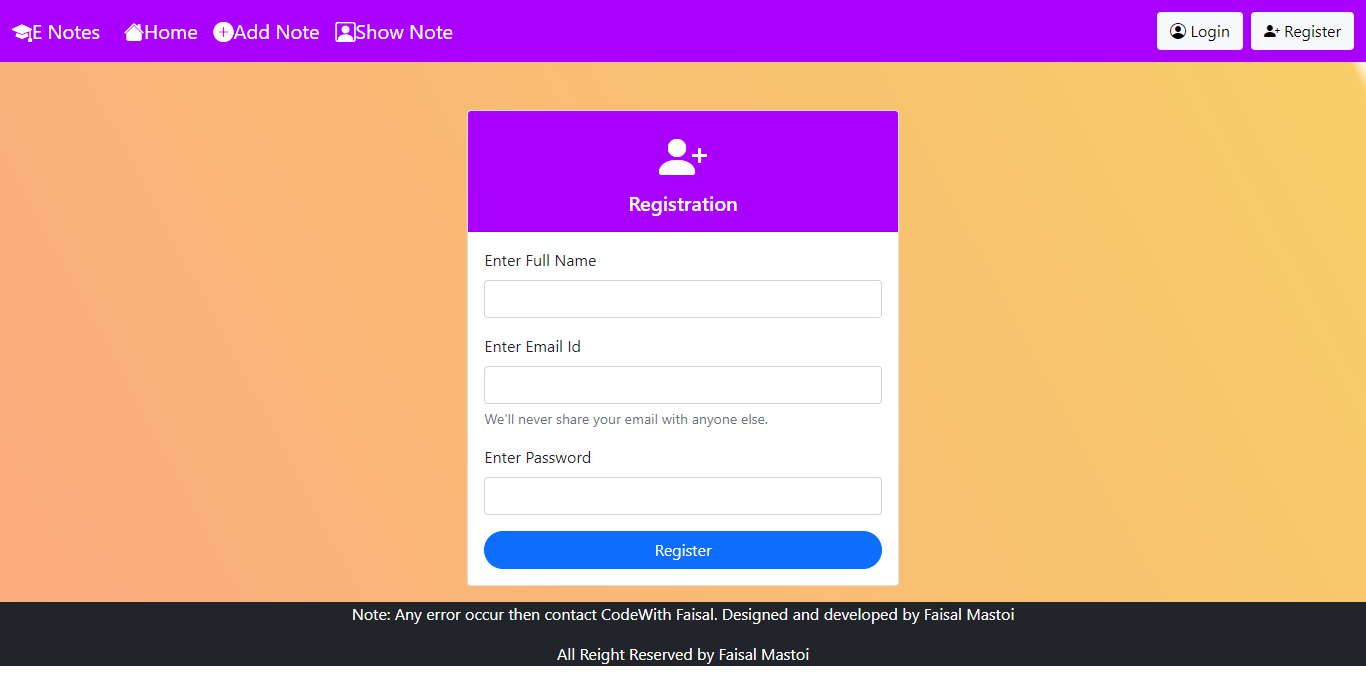 E Notes Home Add Note Show Note Login Register
Registration
Enter Full Name
Enter Email Id
We'll never share your email with anyone else.
Enter Password
Register
Note: Any error occur then contact CodeWith Faisal. Designed and developed by Faisal Mastoi
All Reight Reserved by Faisal Mastoi